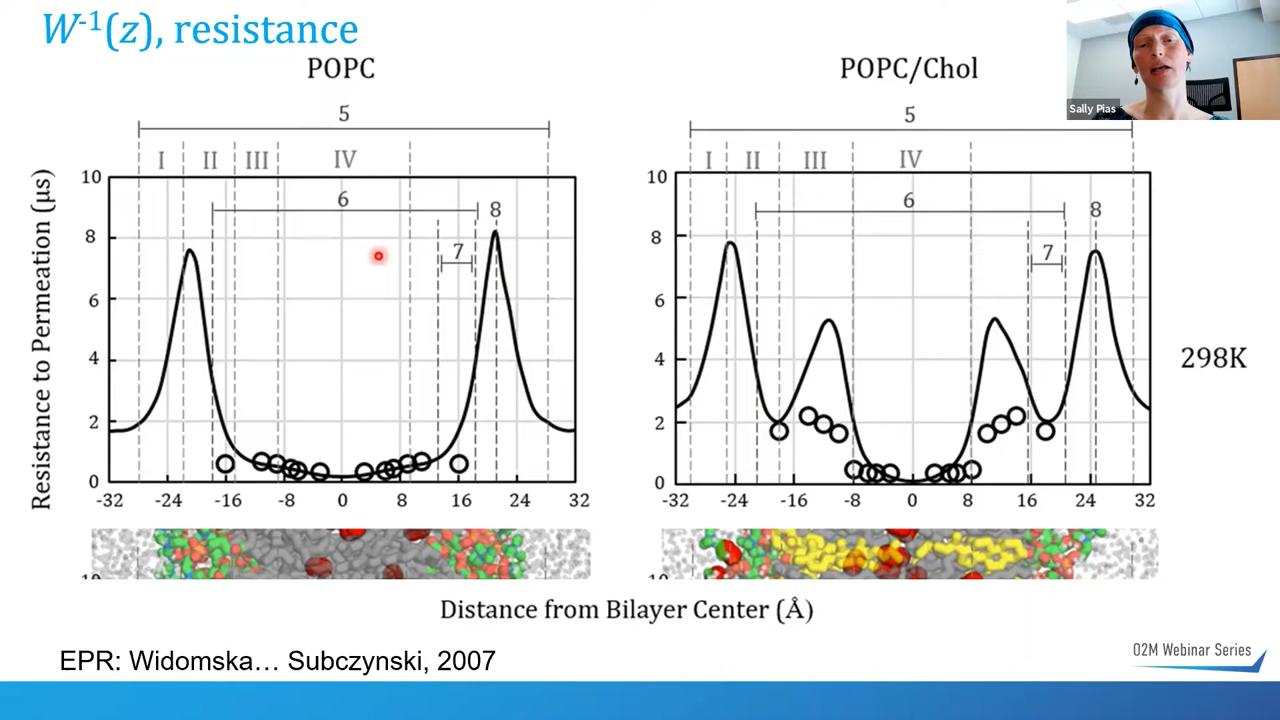 W⁻¹(z), resistance
POPC
POPC/Chol
Sally Pias
5
I II III IV
6
8
7
Resistance to Permeation (µs)
10
8
6
4
2
0
-32 -24 -16 -8 0 8 16 24 32
5
I II III IV
6
8
7
10
8
6
4
2
0
-32 -24 -16 -8 0 8 16 24 32
298K
10
10
Distance from Bilayer Center (Å)
EPR: Widomska… Subczynski, 2007
O2M Webinar Series